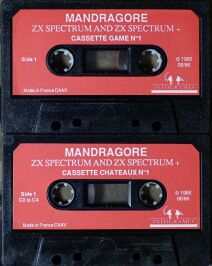 MANDRAGORE
ZX SPECTRUM AND ZX SPECTRUM +
CASSETTE GAME N°1
Side 1
© 1986
06/86
Made in France DAAV
INFOGRAMES
MANDRAGORE
ZX SPECTRUM AND ZX SPECTRUM +
CASSETTE CHATEAUX N°1
Side 1
C0 to C4
© 1986
06/86
Made in France DAAV
INFOGRAMES